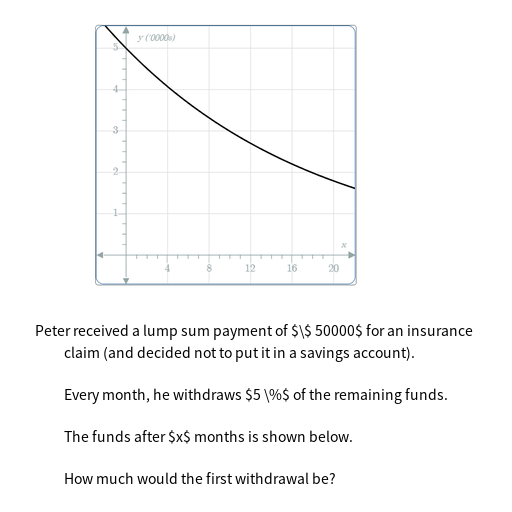 y ('0000s)
5
4
3
2
1
x
4 8 12 16 20
Peter received a lump sum payment of $\$ 50000$ for an insurance
claim (and decided not to put it in a savings account).
Every month, he withdraws $5 \%$ of the remaining funds.
The funds after $x$ months is shown below.
How much would the first withdrawal be?